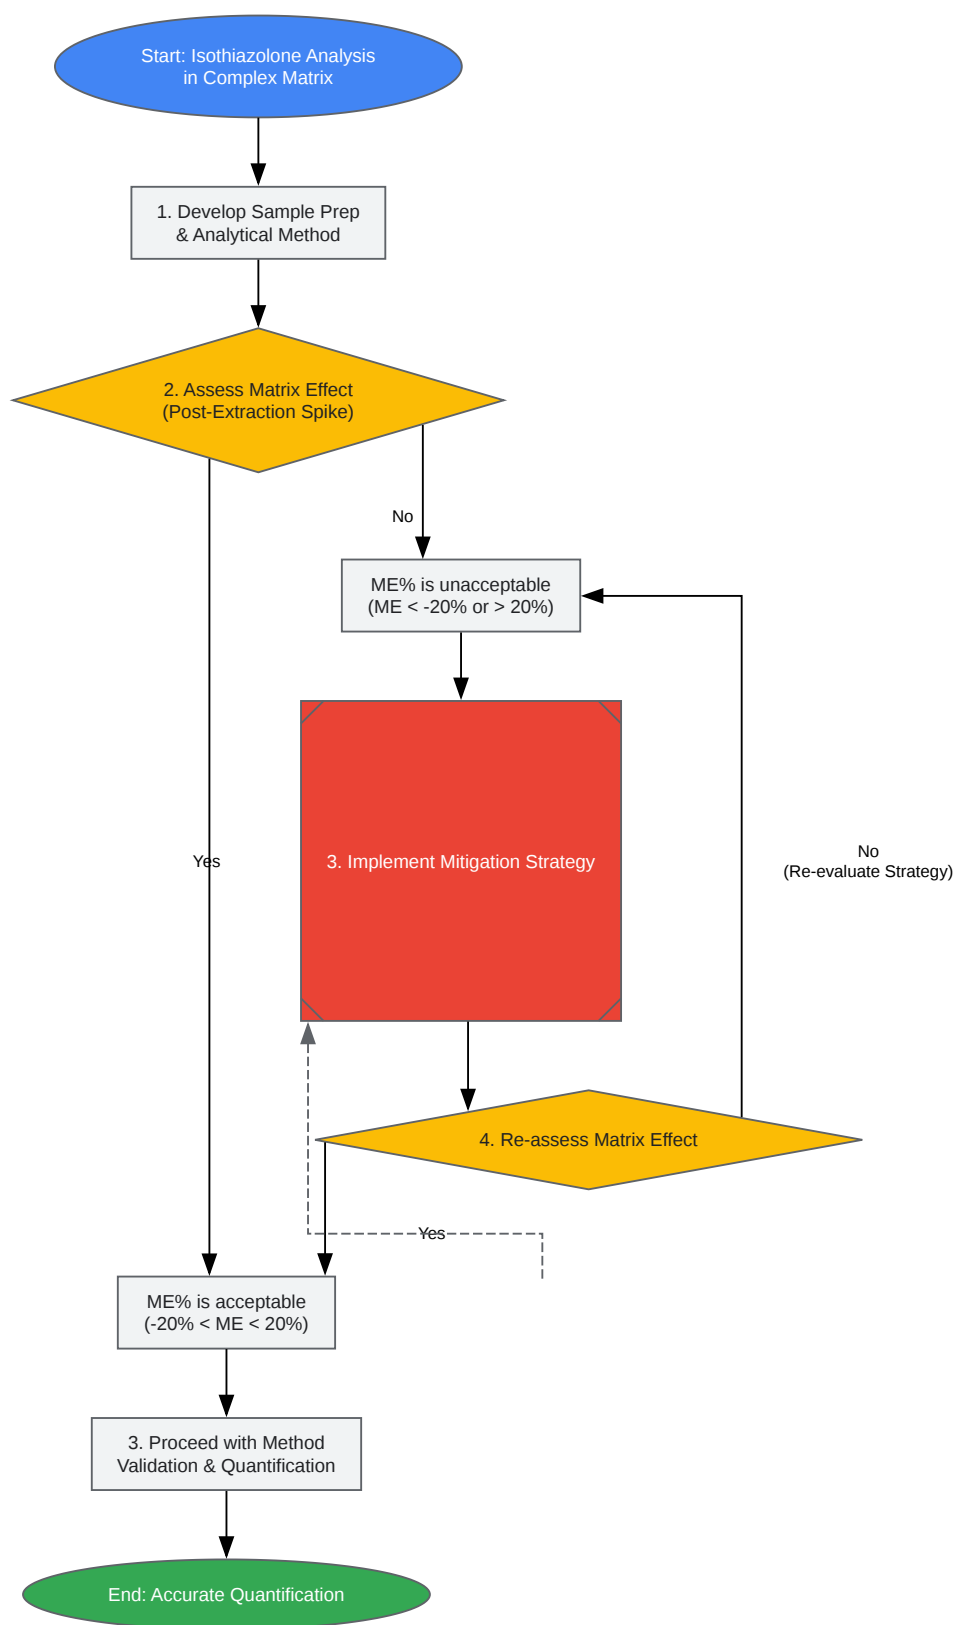 Start: Isothiazolone Analysis
in Complex Matrix
1. Develop Sample Prep
& Analytical Method
2. Assess Matrix Effect
(Post-Extraction Spike)
No
ME% is unacceptable
(ME < -20% or > 20%)
Yes
3. Implement Mitigation Strategy
No
(Re-evaluate Strategy)
4. Re-assess Matrix Effect
Yes
ME% is acceptable
(-20% < ME < 20%)
3. Proceed with Method
Validation & Quantification
End: Accurate Quantification